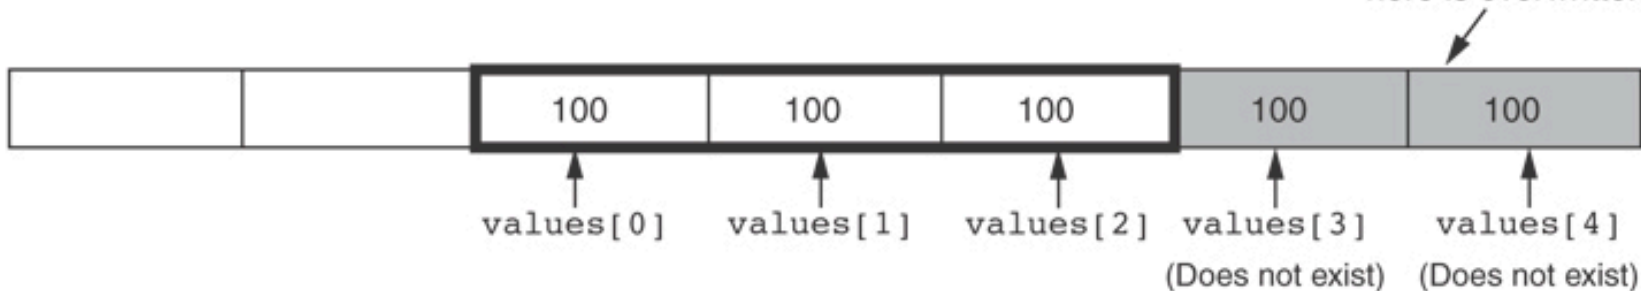 100 100 100 100 100
values[0] values[1] values[2] values[3] values[4]
(Does not exist) (Does not exist)